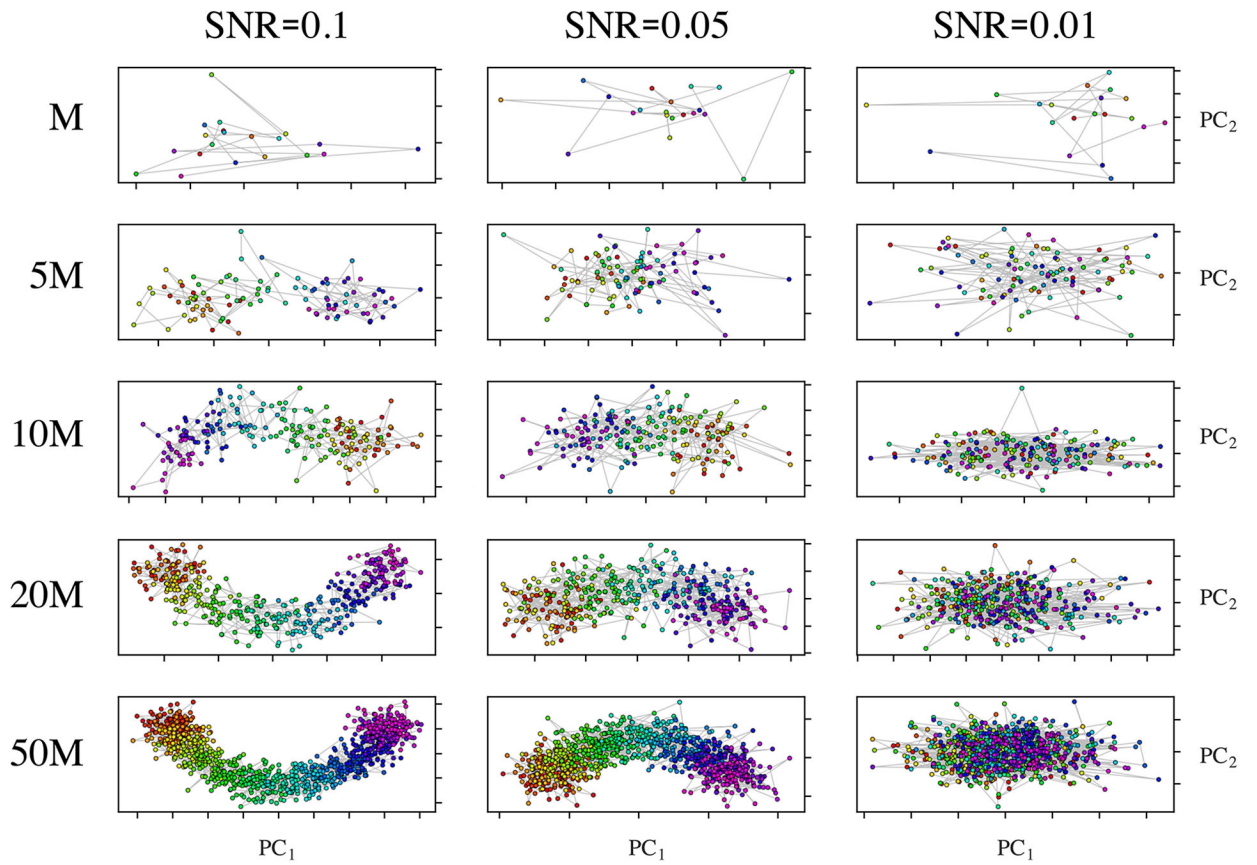 SNR=0.1 SNR=0.05 SNR=0.01
M PC₂
5M PC₂
10M PC₂
20M PC₂
50M PC₂
PC₁ PC₁ PC₁